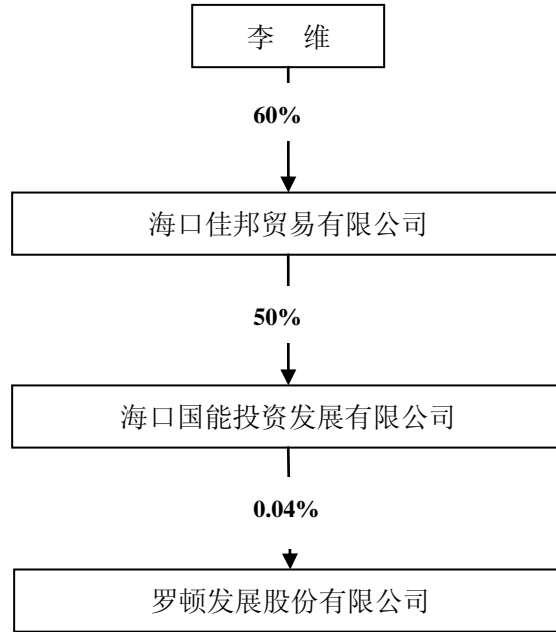 李 维
60%
海口佳邦贸易有限公司
50%
海口国能投资发展有限公司
0.04%
罗顿发展股份有限公司